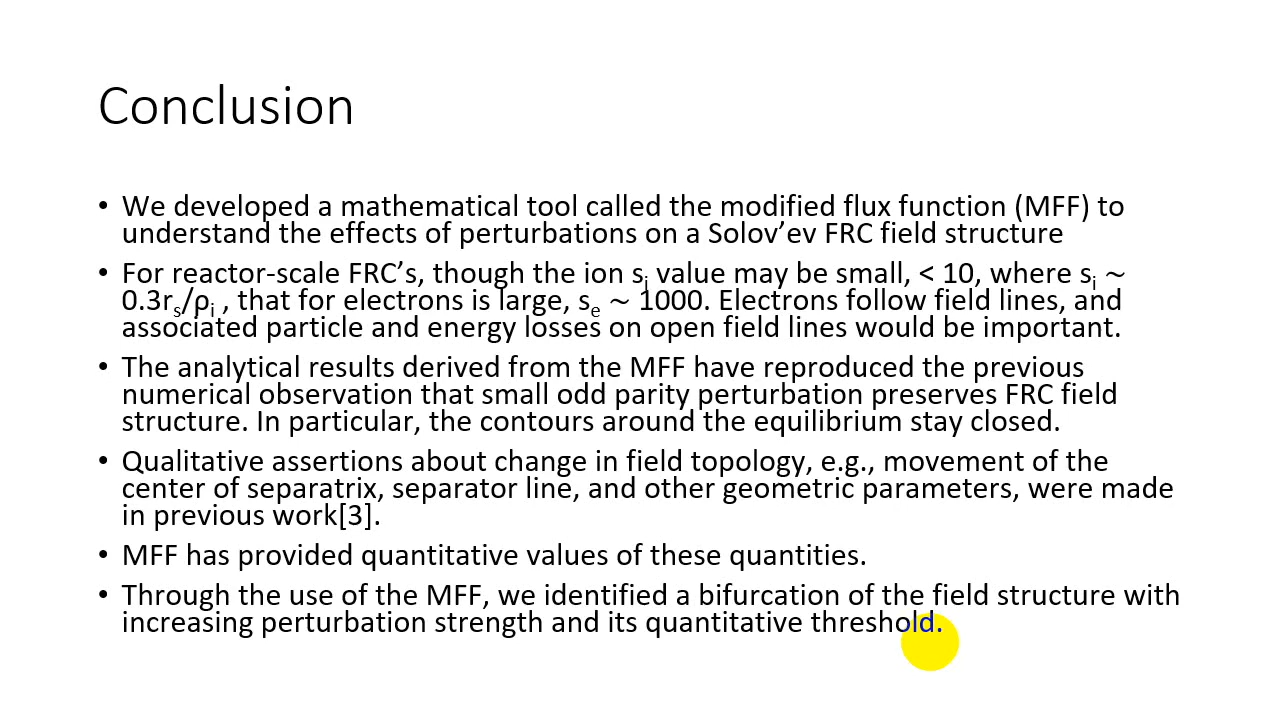 Conclusion
• We developed a mathematical tool called the modified flux function (MFF) to
understand the effects of perturbations on a Solov’ev FRC field structure
• For reactor-scale FRC’s, though the ion sᵢ value may be small, < 10, where sᵢ ∼
0.3rₛ/ρᵢ , that for electrons is large, sₑ ∼ 1000. Electrons follow field lines, and
associated particle and energy losses on open field lines would be important.
• The analytical results derived from the MFF have reproduced the previous
numerical observation that small odd parity perturbation preserves FRC field
structure. In particular, the contours around the equilibrium stay closed.
• Qualitative assertions about change in field topology, e.g., movement of the
center of separatrix, separator line, and other geometric parameters, were made
in previous work[3].
• MFF has provided quantitative values of these quantities.
• Through the use of the MFF, we identified a bifurcation of the field structure with
increasing perturbation strength and its quantitative threshold.